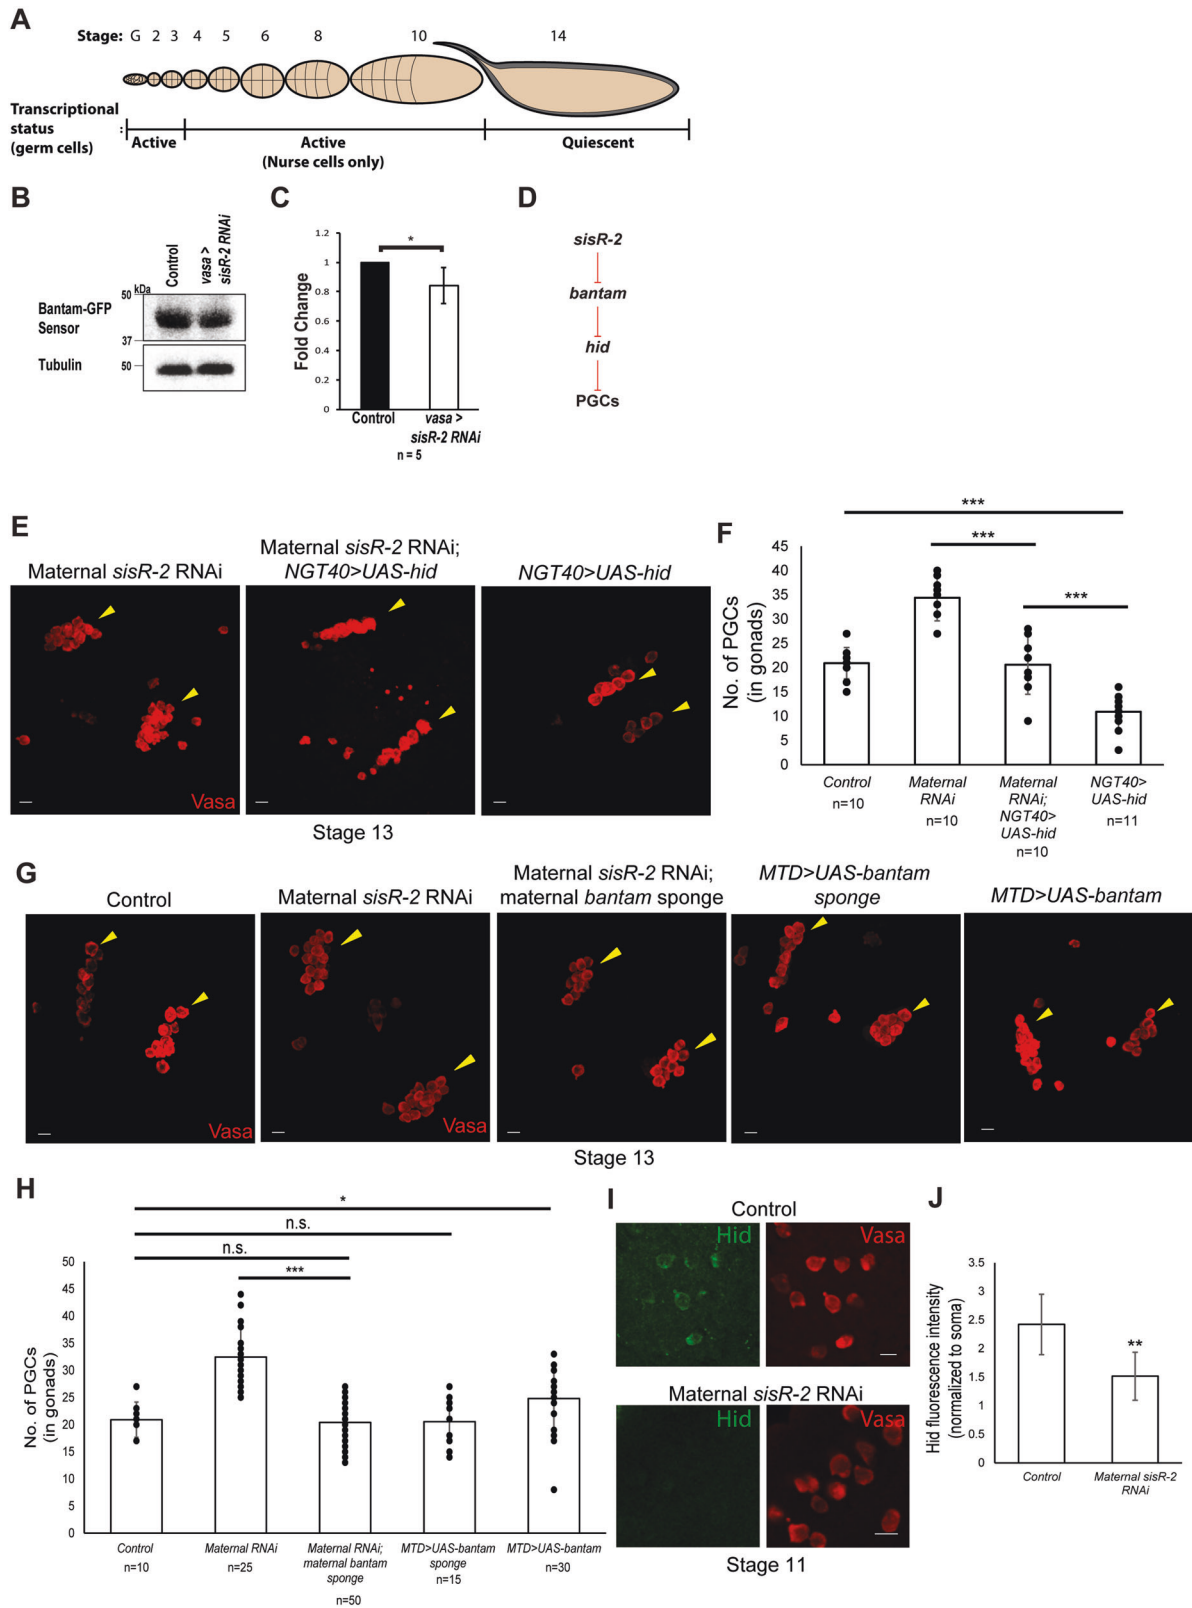 A
Stage: G 2 3 4 5 6 8 10 14
Transcriptional
status
(germ cells)
:
Active
Active
(Nurse cells only)
Quiescent
B
Control
vasa >
sisR-2 RNAi
kDa
50
Bantam-GFP
Sensor
37
Tubulin
50
C
Fold Change
1.2
1
0.8
0.6
0.4
0.2
0
*
Control
vasa >
sisR-2 RNAi
n = 5
D
sisR-2
bantam
hid
PGCs
E
Maternal sisR-2 RNAi
Maternal sisR-2 RNAi;
NGT40>UAS-hid
NGT40>UAS-hid
Vasa
Stage 13
F
No. of PGCs
(in gonads)
45
40
35
30
25
20
15
10
5
0
***
***
***
Control
n=10
Maternal
RNAi
n=10
Maternal
RNAi;
NGT40>
UAS-hid
n=10
NGT40>
UAS-hid
n=11
G
Control
Maternal sisR-2 RNAi
Maternal sisR-2 RNAi;
maternal bantam sponge
MTD>UAS-bantam
sponge
MTD>UAS-bantam
Vasa
Vasa
Stage 13
H
No. of PGCs
(in gonads)
50
45
40
35
30
25
20
15
10
5
0
*
n.s.
n.s.
***
Control
n=10
Maternal RNAi
n=25
Maternal RNAi;
maternal bantam
sponge
n=50
MTD>UAS-bantam
sponge
n=15
MTD>UAS-bantam
n=30
I
Control
Hid
Vasa
Maternal sisR-2 RNAi
Hid
Vasa
Stage 11
J
Hid fluorescence intensity
(normalized to soma)
3.5
3
2.5
2
1.5
1
0.5
0
**
Control
Maternal sisR-2
RNAi